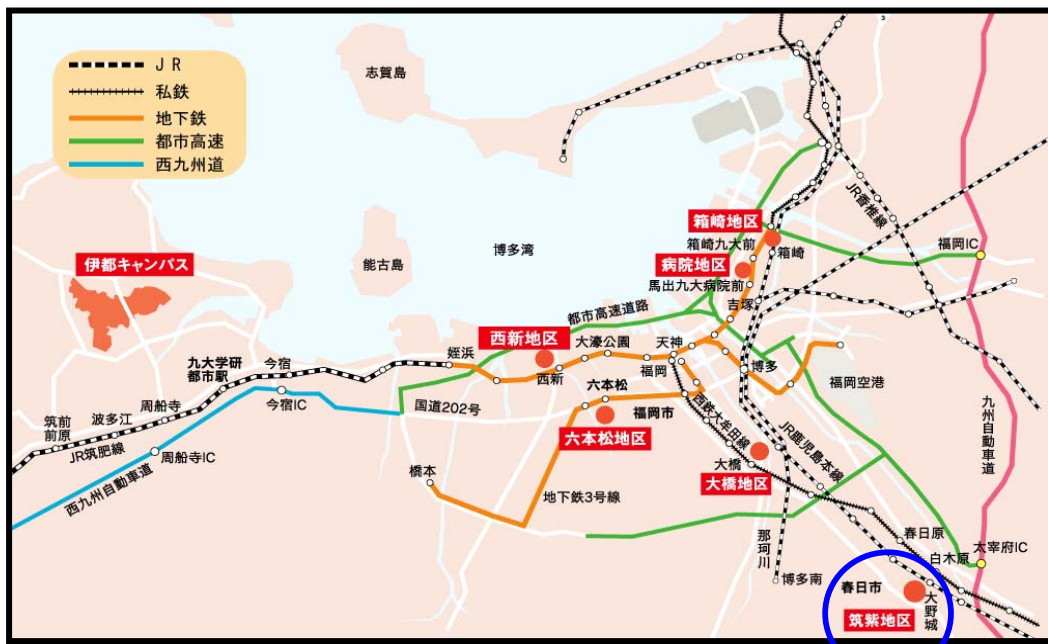 JR
私鉄
地下鉄
都市高速
西九州道
志賀島
3
JR香椎線
箱崎地区
箱崎九大前
箱崎
福岡IC
伊都キャンパス
能古島
博多湾
病院地区
馬出九大病院前
吉塚
都市高速道路
西新地区
大濠公園
天神
姪浜
福岡
博多
福岡空港
九大学研
都市駅
今宿
西新
六本松
福岡市
国道202号
今宿IC
六本松地区
西鉄大牟田線
JR鹿児島本線
九州自動車道
筑前
前原
波多江
周船寺
JR筑肥線
周船寺IC
西九州自動車道
橋本
地下鉄3号線
大橋
大橋地区
那珂川
春日原
白木原
太宰府IC
博多南
春日市
大野城
筑紫地区